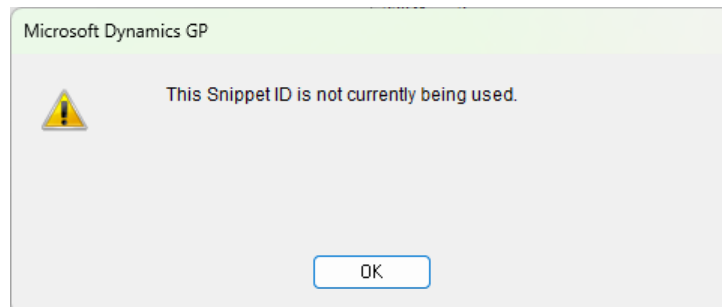 Microsoft Dynamics GP
This Snippet ID is not currently being used.
OK